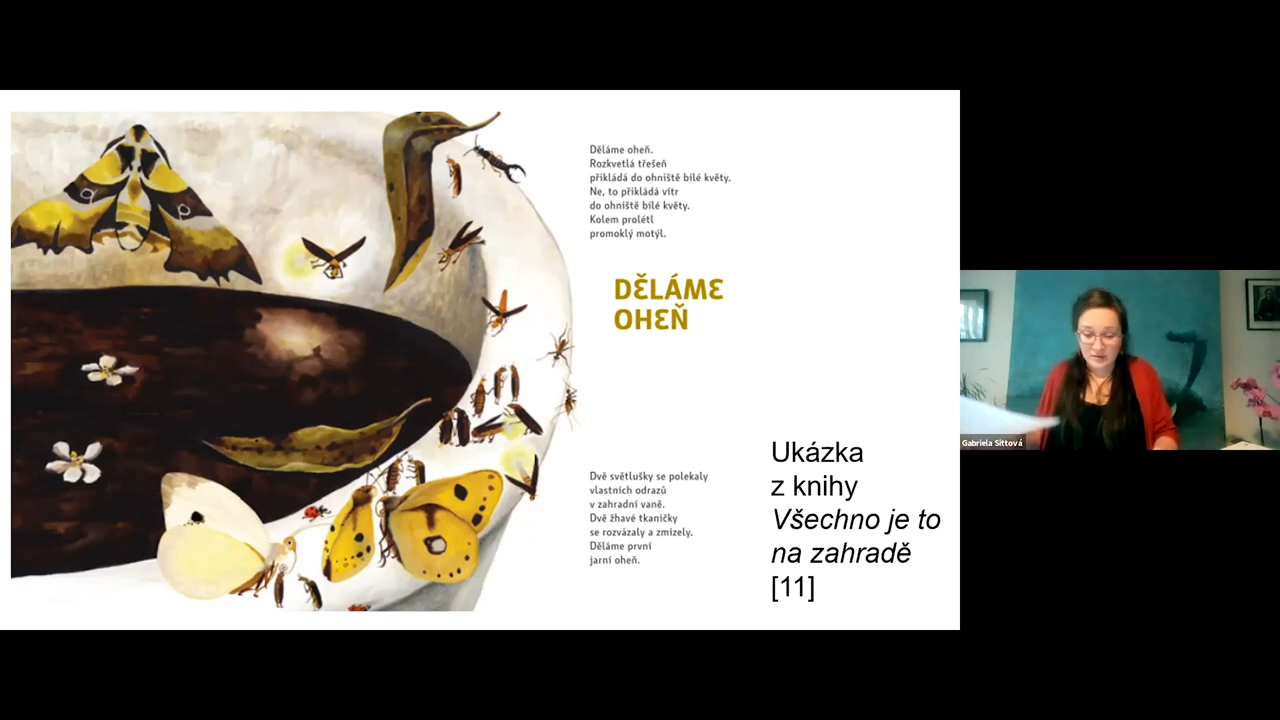 Děláme oheň.
Rozkvetlá třešeň
přikládá do ohniště bílé květy.
Ne, to přikládá vítr
do ohniště bílé květy.
Kolem prolétl
promoklý motýl.
DĚLÁME
OHEŇ
Dvě světlušky se polekaly
vlastních odrazů
v zahradní vaně.
Dvě žhavé tkaničky
se rozvázaly a zmizely.
Děláme první
jarní oheň.
Ukázka
z knihy
Všechno je to
na zahradě
[11]
Gabriela Sittová